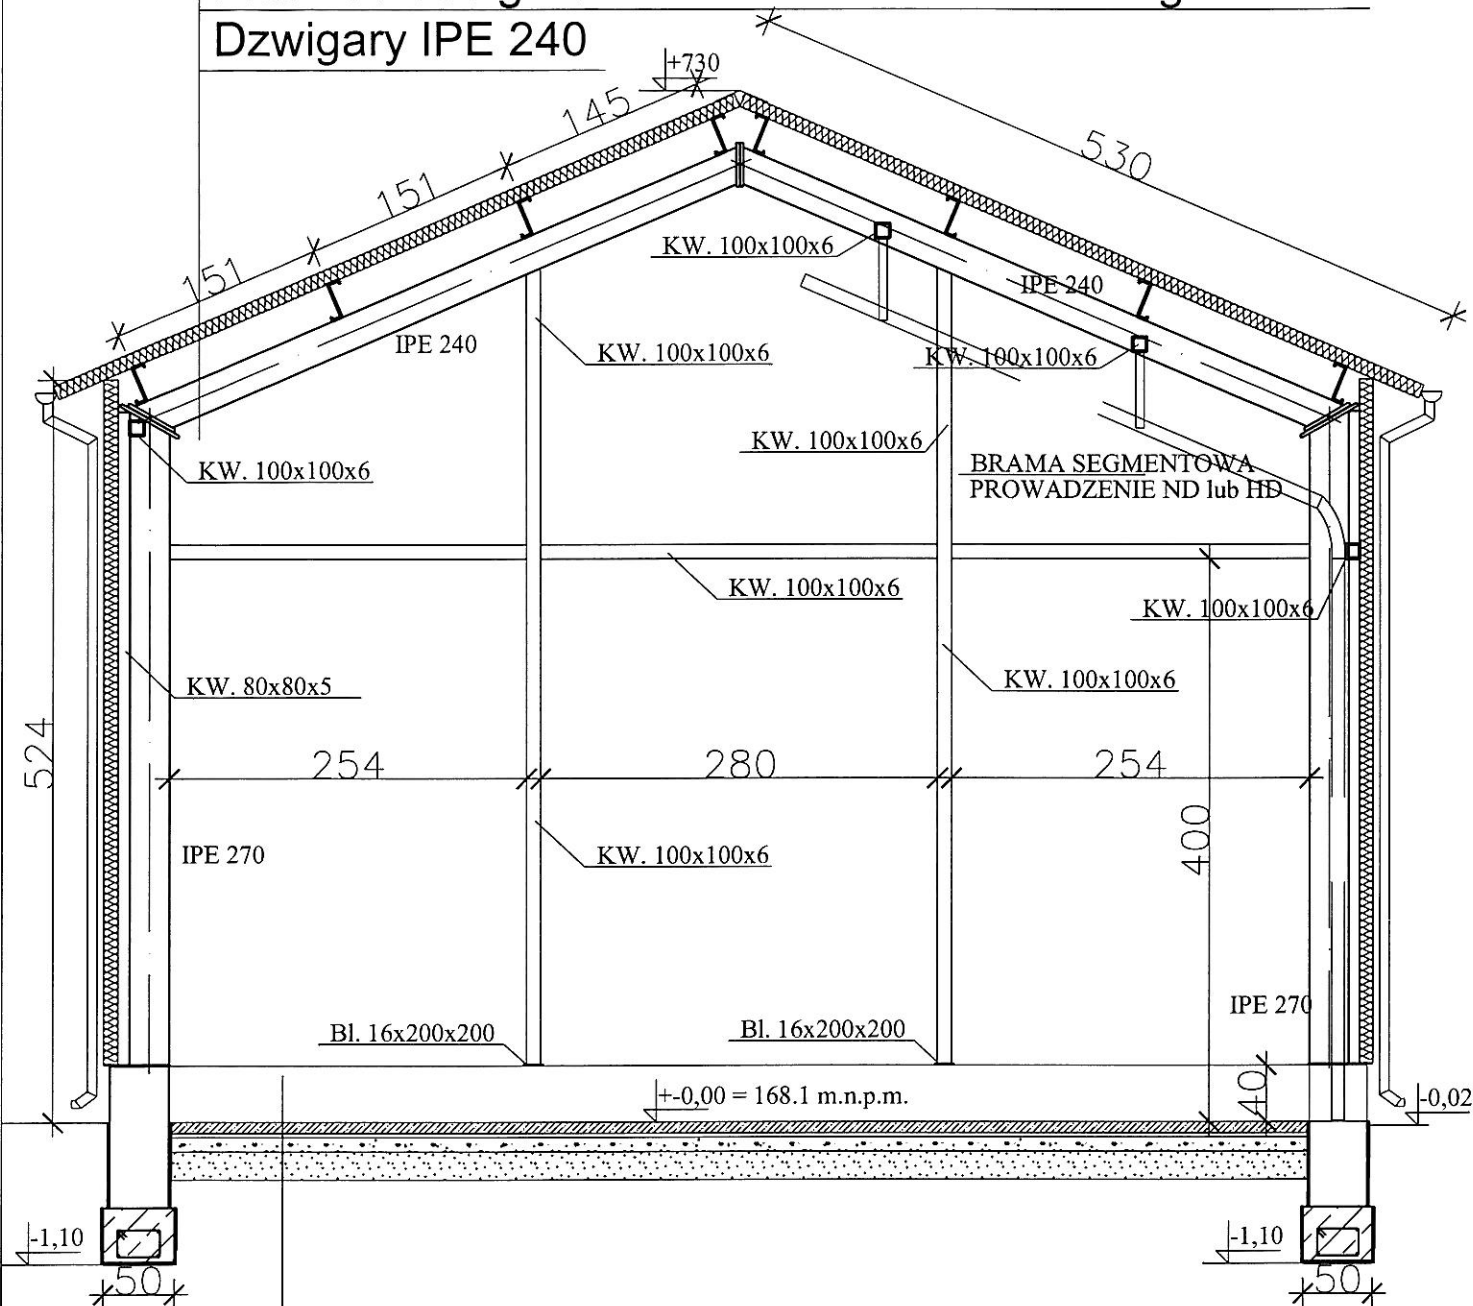 Dzwigary IPE 240
+730
145
530
151
151
KW. 100x100x6
IPE 240
IPE 240
KW. 100x100x6
KW. 100x100x6
KW. 100x100x6
KW. 100x100x6
BRAMA SEGMENTOWA
PROWADZENIE ND lub HD
KW. 100x100x6
KW. 100x100x6
KW. 80x80x5
KW. 100x100x6
524
254
280
254
400
IPE 270
KW. 100x100x6
IPE 270
Bl. 16x200x200
Bl. 16x200x200
40
+-0,00 = 168.1 m.n.p.m.
-0,02
-1,10
-1,10
50
50